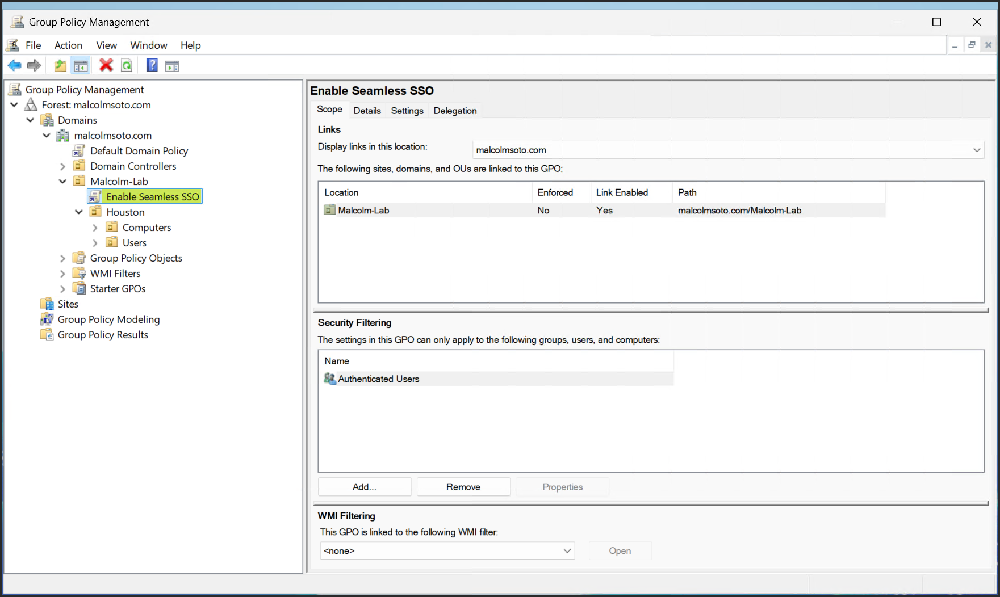 Group Policy Management
File Action View Window Help
Group Policy Management
Forest: malcolmsoto.com
Domains
malcolmsoto.com
Default Domain Policy
Domain Controllers
Malcolm-Lab
Enable Seamless SSO
Houston
Computers
Users
Group Policy Objects
WMI Filters
Starter GPOs
Sites
Group Policy Modeling
Group Policy Results
Enable Seamless SSO
Scope Details Settings Delegation
Links
Display links in this location: malcolmsoto.com
The following sites, domains, and OUs are linked to this GPO:
Location Enforced Link Enabled Path
Malcolm-Lab No Yes malcolmsoto.com/Malcolm-Lab
Security Filtering
The settings in this GPO can only apply to the following groups, users, and computers:
Name
Authenticated Users
Add... Remove Properties
WMI Filtering
This GPO is linked to the following WMI filter:
<none> Open